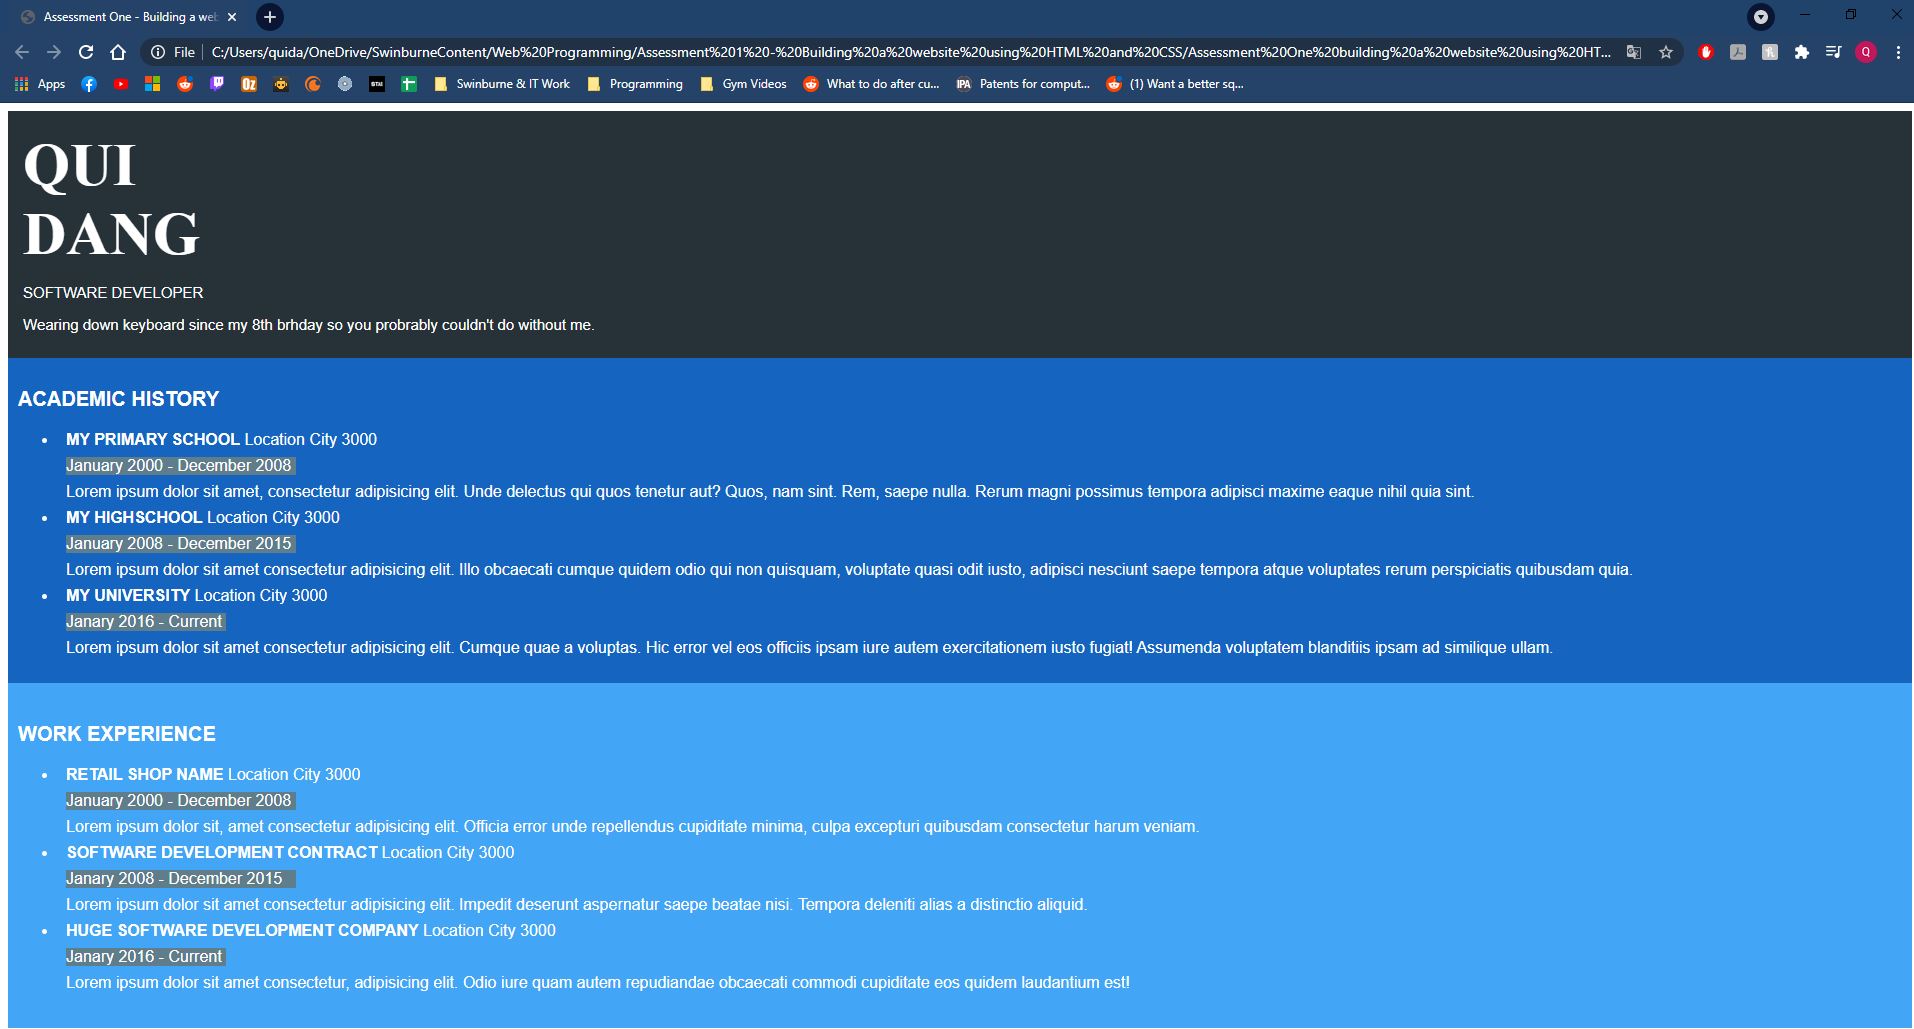 Assessment One - Building a web
File
C:/Users/quida/OneDrive/SwinburneContent/Web%20Programming/Assessment%201%20-%20Building%20a%20website%20using%20HTML%20and%20CSS/Assessment%20One%20building%20a%20website%20using%20HT...
Q
Apps
Oz
BTN
Swinburne & IT Work
Programming
Gym Videos
What to do after cu...
IPA
Patents for comput...
(1) Want a better sq...
QUI
DANG
SOFTWARE DEVELOPER
Wearing down keyboard since my 8th brhday so you probrably couldn't do without me.
ACADEMIC HISTORY
MY PRIMARY SCHOOL Location City 3000
January 2000 - December 2008
Lorem ipsum dolor sit amet, consectetur adipisicing elit. Unde delectus qui quos tenetur aut? Quos, nam sint. Rem, saepe nulla. Rerum magni possimus tempora adipisci maxime eaque nihil quia sint.
MY HIGHSCHOOL Location City 3000
January 2008 - December 2015
Lorem ipsum dolor sit amet consectetur adipisicing elit. Illo obcaecati cumque quidem odio qui non quisquam, voluptate quasi odit iusto, adipisci nesciunt saepe tempora atque voluptates rerum perspiciatis quibusdam quia.
MY UNIVERSITY Location City 3000
Janary 2016 - Current
Lorem ipsum dolor sit amet consectetur adipisicing elit. Cumque quae a voluptas. Hic error vel eos officiis ipsam iure autem exercitationem iusto fugiat! Assumenda voluptatem blanditiis ipsam ad similique ullam.
WORK EXPERIENCE
RETAIL SHOP NAME Location City 3000
January 2000 - December 2008
Lorem ipsum dolor sit, amet consectetur adipisicing elit. Officia error unde repellendus cupiditate minima, culpa excepturi quibusdam consectetur harum veniam.
SOFTWARE DEVELOPMENT CONTRACT Location City 3000
Janary 2008 - December 2015
Lorem ipsum dolor sit amet consectetur adipisicing elit. Impedit deserunt aspernatur saepe beatae nisi. Tempora deleniti alias a distinctio aliquid.
HUGE SOFTWARE DEVELOPMENT COMPANY Location City 3000
Janary 2016 - Current
Lorem ipsum dolor sit amet consectetur, adipisicing elit. Odio iure quam autem repudiandae obcaecati commodi cupiditate eos quidem laudantium est!